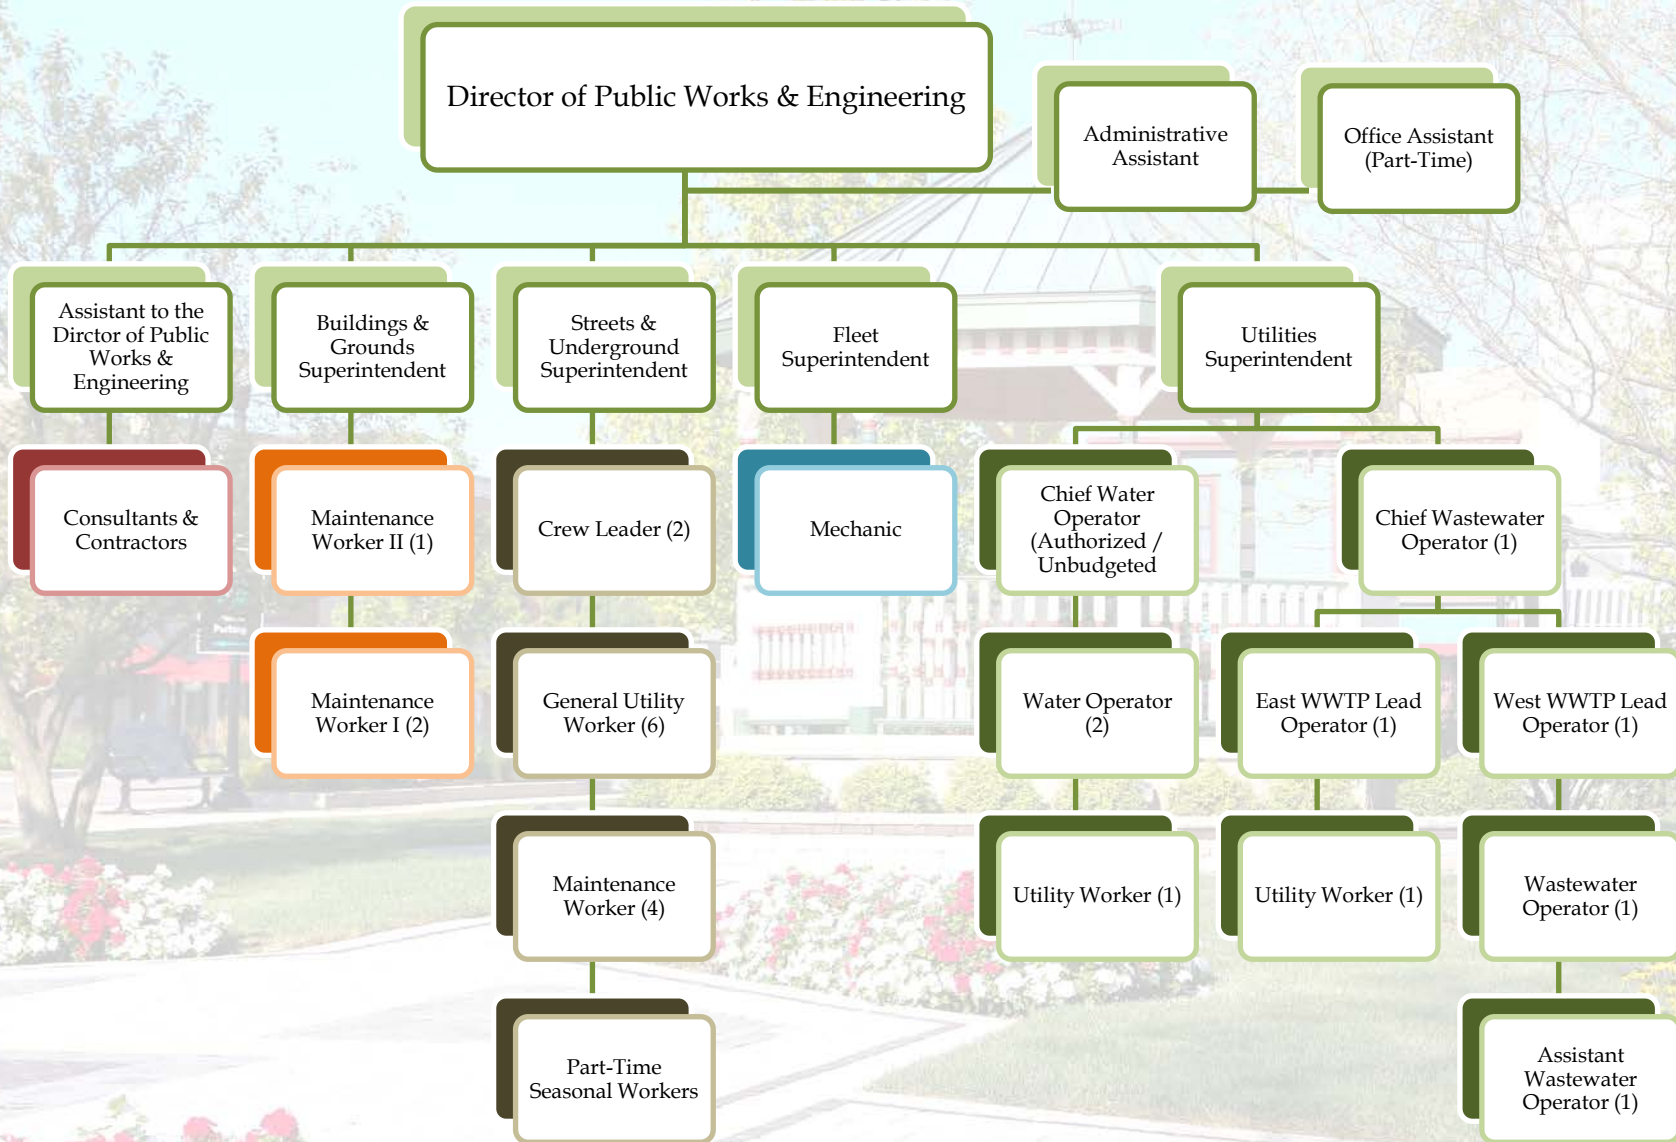 Director of Public Works & Engineering
Administrative
Assistant
Office Assistant
(Part-Time)
Assistant to the
Dirctor of Public
Works &
Engineering
Buildings &
Grounds
Superintendent
Streets &
Underground
Superintendent
Fleet
Superintendent
Utilities
Superintendent
Consultants &
Contractors
Maintenance
Worker II (1)
Crew Leader (2)
Mechanic
Chief Water
Operator
(Authorized /
Unbudgeted
Chief Wastewater
Operator (1)
Maintenance
Worker I (2)
General Utility
Worker (6)
Water Operator
(2)
East WWTP Lead
Operator (1)
West WWTP Lead
Operator (1)
Maintenance
Worker (4)
Utility Worker (1)
Utility Worker (1)
Wastewater
Operator (1)
Part-Time
Seasonal Workers
Assistant
Wastewater
Operator (1)